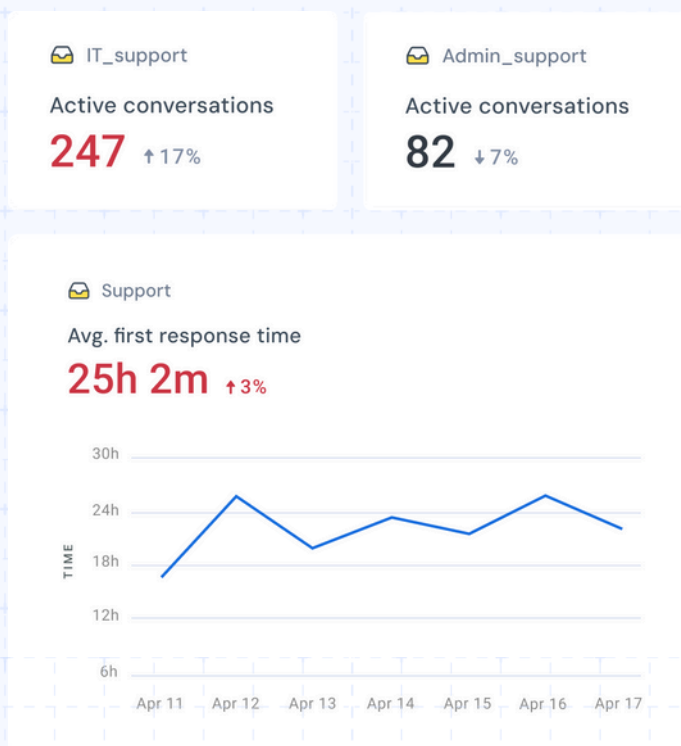 IT_support
Active conversations
247 ↑17%
Admin_support
Active conversations
82 ↓7%
Support
Avg. first response time
25h 2m ↑3%
30h
24h
18h
12h
6h
TIME
Apr 11 Apr 12 Apr 13 Apr 14 Apr 15 Apr 16 Apr 17